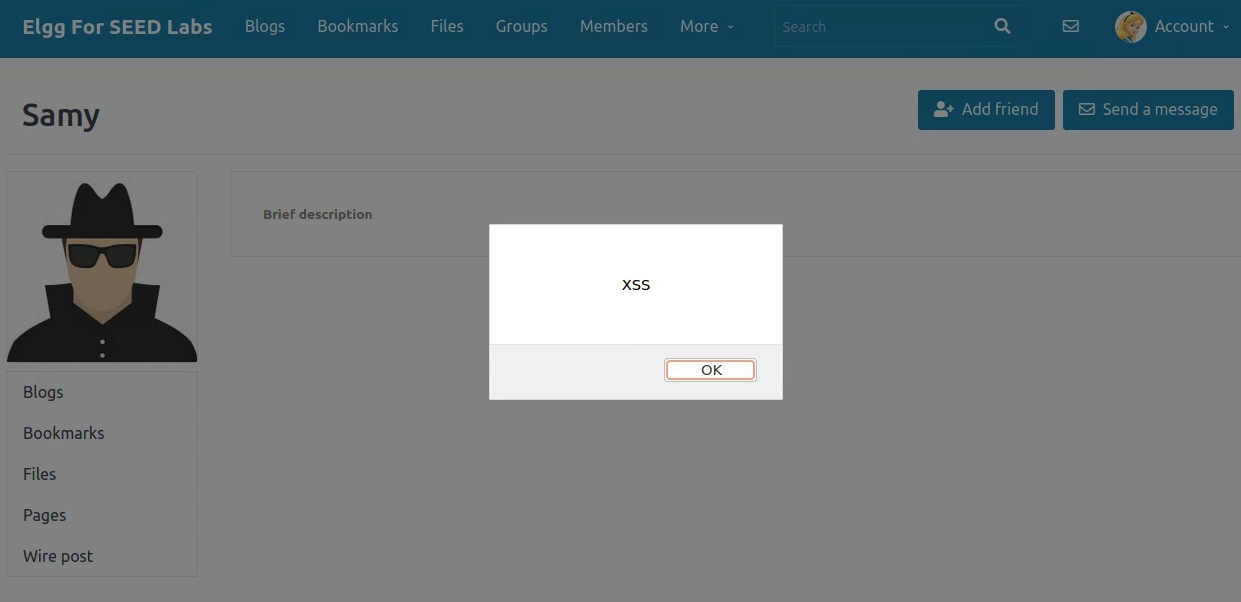 Elgg For SEED Labs Blogs Bookmarks Files Groups Members More Search Account
Samy
Add friend Send a message
Brief description
xss
OK
Blogs
Bookmarks
Files
Pages
Wire post